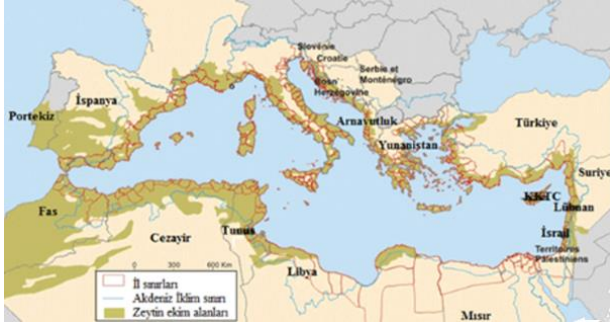 Slovénie
Croatie
Bosn
Herzégovine
Serbie et
Monténégro
İspanya
Portekiz
Arnavutluk
Yunanistan
Türkiye
Suriye
KKTC
Lübnan
İsrail
Territoires
Palestiniens
Fas
Cezayir
Tunus
Libya
Mısır
0 300 600 Km
İl sınırları
Akdeniz İklim sınırı
Zeytin ekim alanları